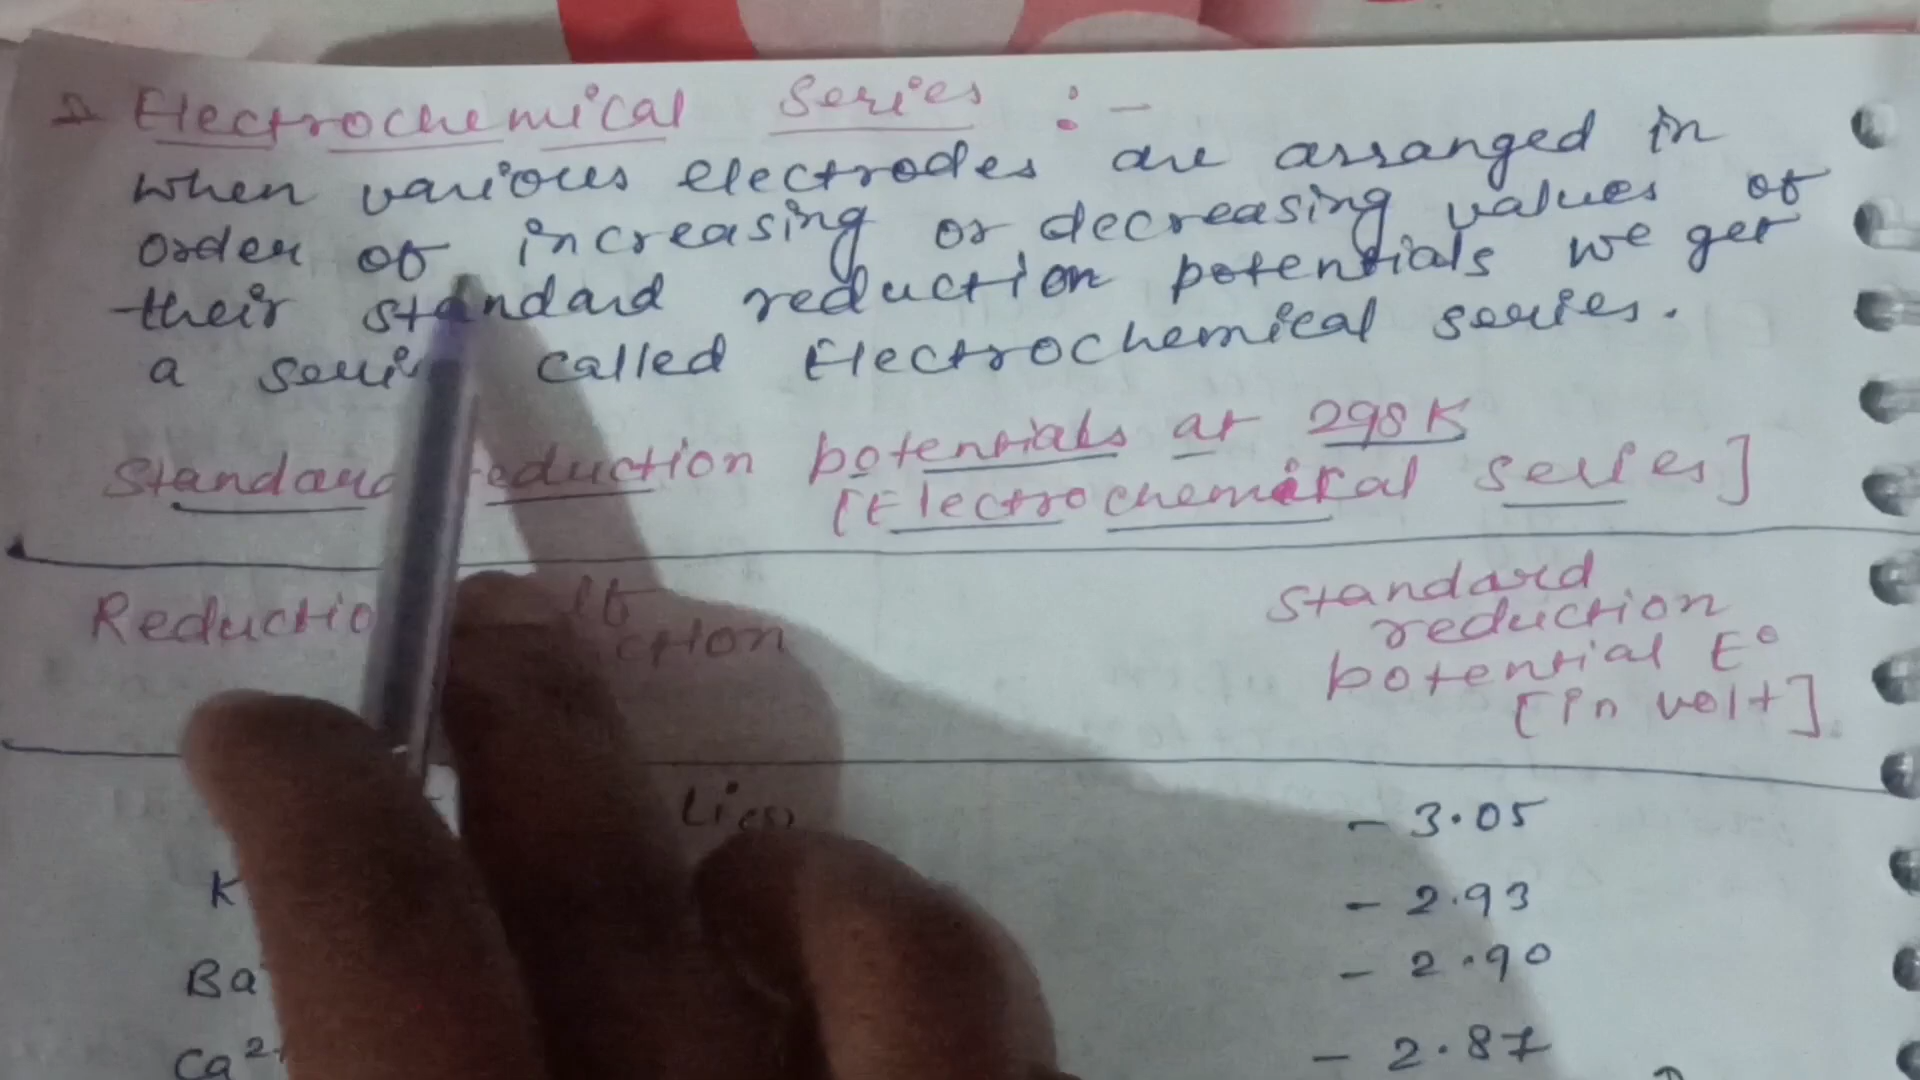 Electrochemical Series :-
when various electrodes are arranged in
order of increasing or decreasing values of
their standard reduction potentials we get
a called Electrochemical series.
Standard reduction potentials at 298K
[Electrochemical series]
Standard
reduction
potential E°
[in volt]
Li(s) - 3.05
K - 2.93
Ba - 2.90
Ca2+ - 2.87